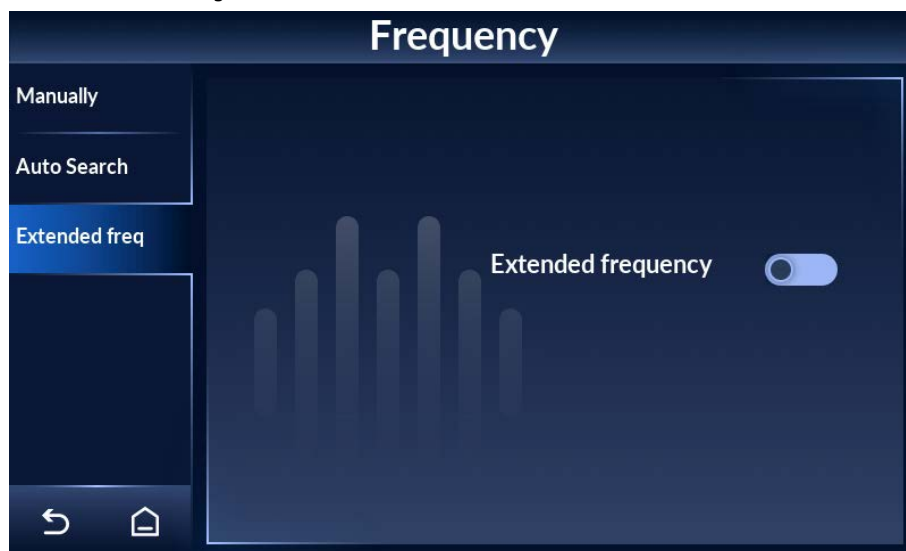 Frequency
Manually
Auto Search
Extended freq
Extended frequency